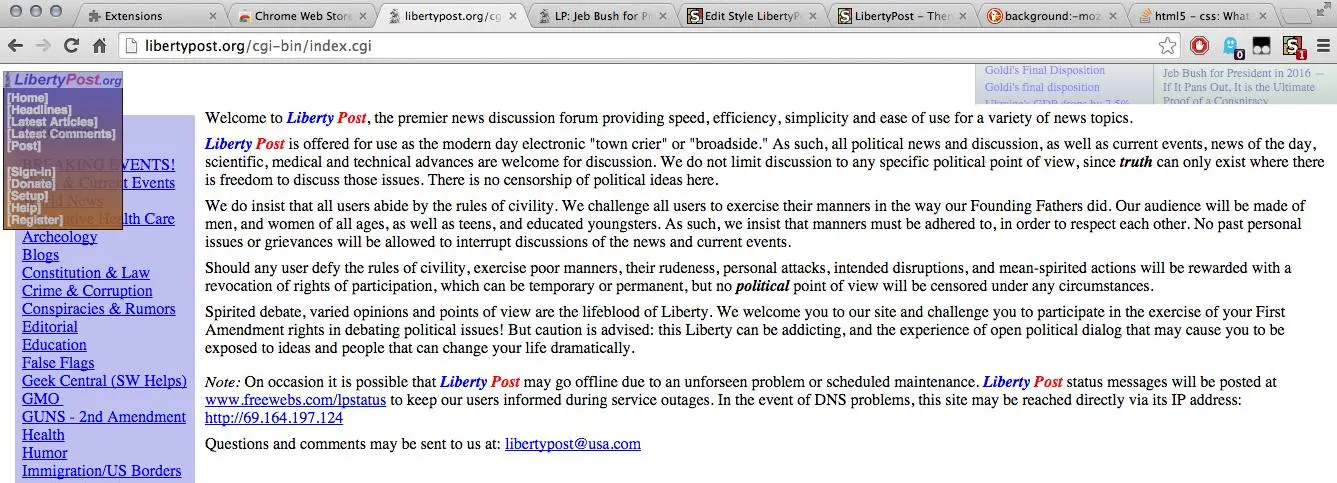 Extensions
Chrome Web Store
libertypost.org/cg
LP: Jeb Bush for P
Edit Style LibertyP
LibertyPost – Then
background:-moz
html5 - css: What
libertypost.org/cgi-bin/index.cgi
0
1
LibertyPost.org
[Home]
[Headlines]
[Latest Articles]
[Latest Comments]
[Post]
[Sign-in]
[Donate]
[Setup]
[Help]
[Register]
Goldi's Final Disposition
Goldi's final disposition
Ukraine's GDP drops by 7.5%
Jeb Bush for President in 2016 —
If It Pans Out, It is the Ultimate
Proof of a Conspiracy
BREAKING EVENTS!
& Current Events
News
Health Care
Archeology
Blogs
Constitution & Law
Crime & Corruption
Conspiracies & Rumors
Editorial
Education
False Flags
Geek Central (SW Helps)
GMO
GUNS - 2nd Amendment
Health
Humor
Immigration/US Borders
Welcome to Liberty Post, the premier news discussion forum providing speed, efficiency, simplicity and ease of use for a variety of news topics.
Liberty Post is offered for use as the modern day electronic "town crier" or "broadside." As such, all political news and discussion, as well as current events, news of the day,
scientific, medical and technical advances are welcome for discussion. We do not limit discussion to any specific political point of view, since truth can only exist where there
is freedom to discuss those issues. There is no censorship of political ideas here.
We do insist that all users abide by the rules of civility. We challenge all users to exercise their manners in the way our Founding Fathers did. Our audience will be made of
men, and women of all ages, as well as teens, and educated youngsters. As such, we insist that manners must be adhered to, in order to respect each other. No past personal
issues or grievances will be allowed to interrupt discussions of the news and current events.
Should any user defy the rules of civility, exercise poor manners, their rudeness, personal attacks, intended disruptions, and mean-spirited actions will be rewarded with a
revocation of rights of participation, which can be temporary or permanent, but no political point of view will be censored under any circumstances.
Spirited debate, varied opinions and points of view are the lifeblood of Liberty. We welcome you to our site and challenge you to participate in the exercise of your First
Amendment rights in debating political issues! But caution is advised: this Liberty can be addicting, and the experience of open political dialog that may cause you to be
exposed to ideas and people that can change your life dramatically.
Note: On occasion it is possible that Liberty Post may go offline due to an unforseen problem or scheduled maintenance. Liberty Post status messages will be posted at
www.freewebs.com/lpstatus to keep our users informed during service outages. In the event of DNS problems, this site may be reached directly via its IP address:
http://69.164.197.124
Questions and comments may be sent to us at: libertypost@usa.com